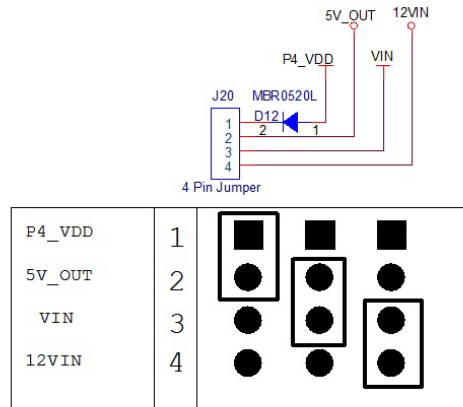 5V_OUT 12VIN
P4_VDD VIN
J20 MBR0520L
D12
1 2 1
2
3
4
4 Pin Jumper
P4_VDD 1
5V_OUT 2
VIN 3
12VIN 4